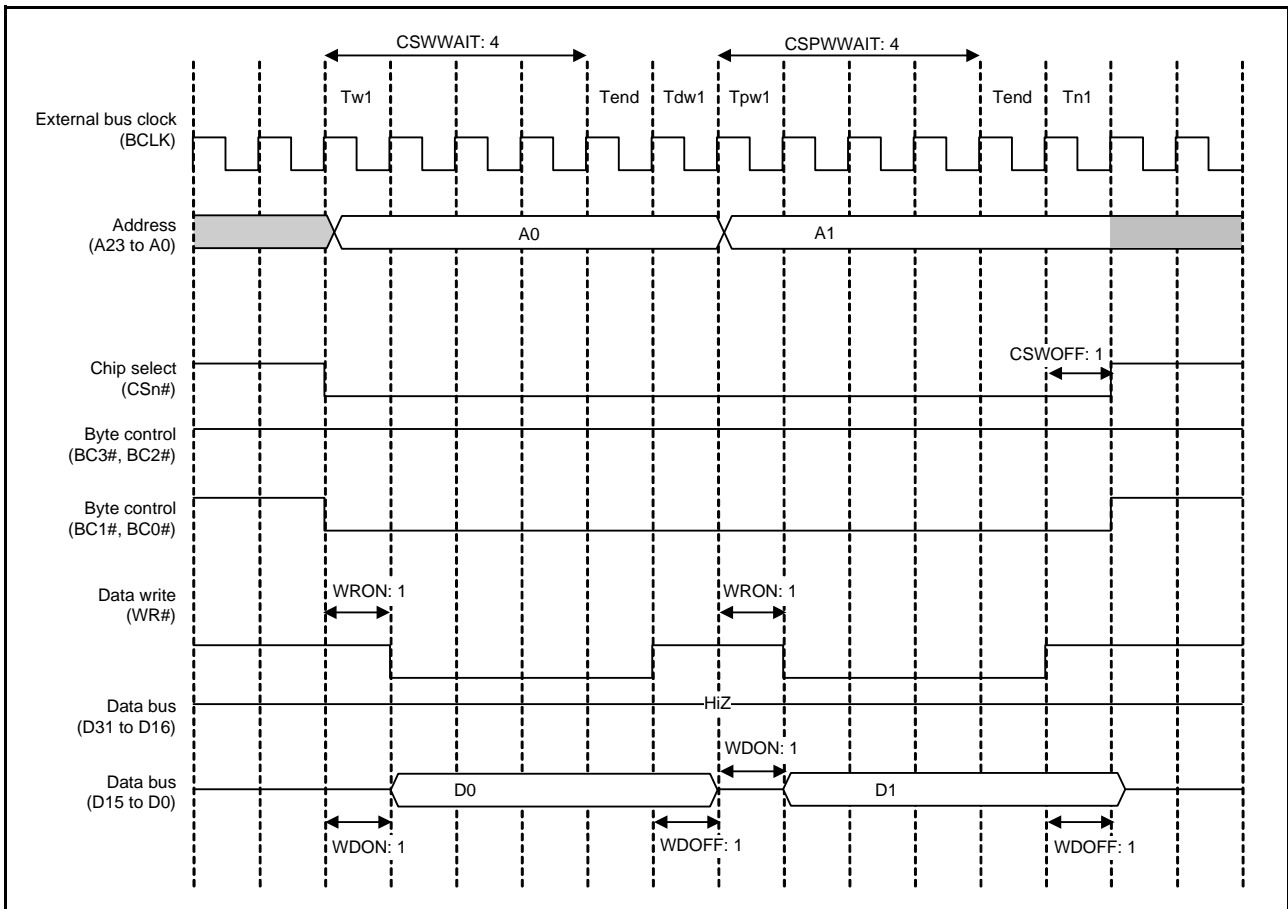 CSWWAIT: 4
CSPWWAIT: 4
Tw1
Tend
Tdw1
Tpw1
Tend
Tn1
External bus clock
(BCLK)
Address
(A23 to A0)
A0
A1
CSWOFF: 1
Chip select
(CSn#)
Byte control
(BC3#, BC2#)
Byte control
(BC1#, BC0#)
WRON: 1
WRON: 1
Data write
(WR#)
HiZ
Data bus
(D31 to D16)
WDON: 1
Data bus
(D15 to D0)
D0
D1
WDON: 1
WDOFF: 1
WDOFF: 1